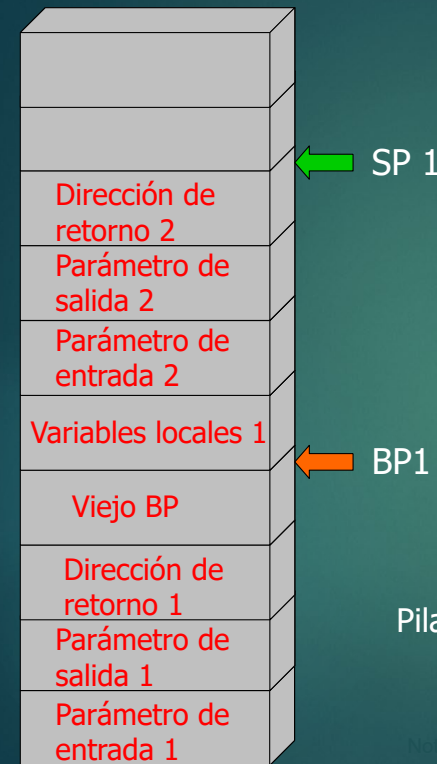 SP 1
Dirección de
retorno 2
Parámetro de
salida 2
Parámetro de
entrada 2
Variables locales 1
BP1
Viejo BP
Dirección de
retorno 1
Parámetro de
salida 1
Parámetro de
entrada 1